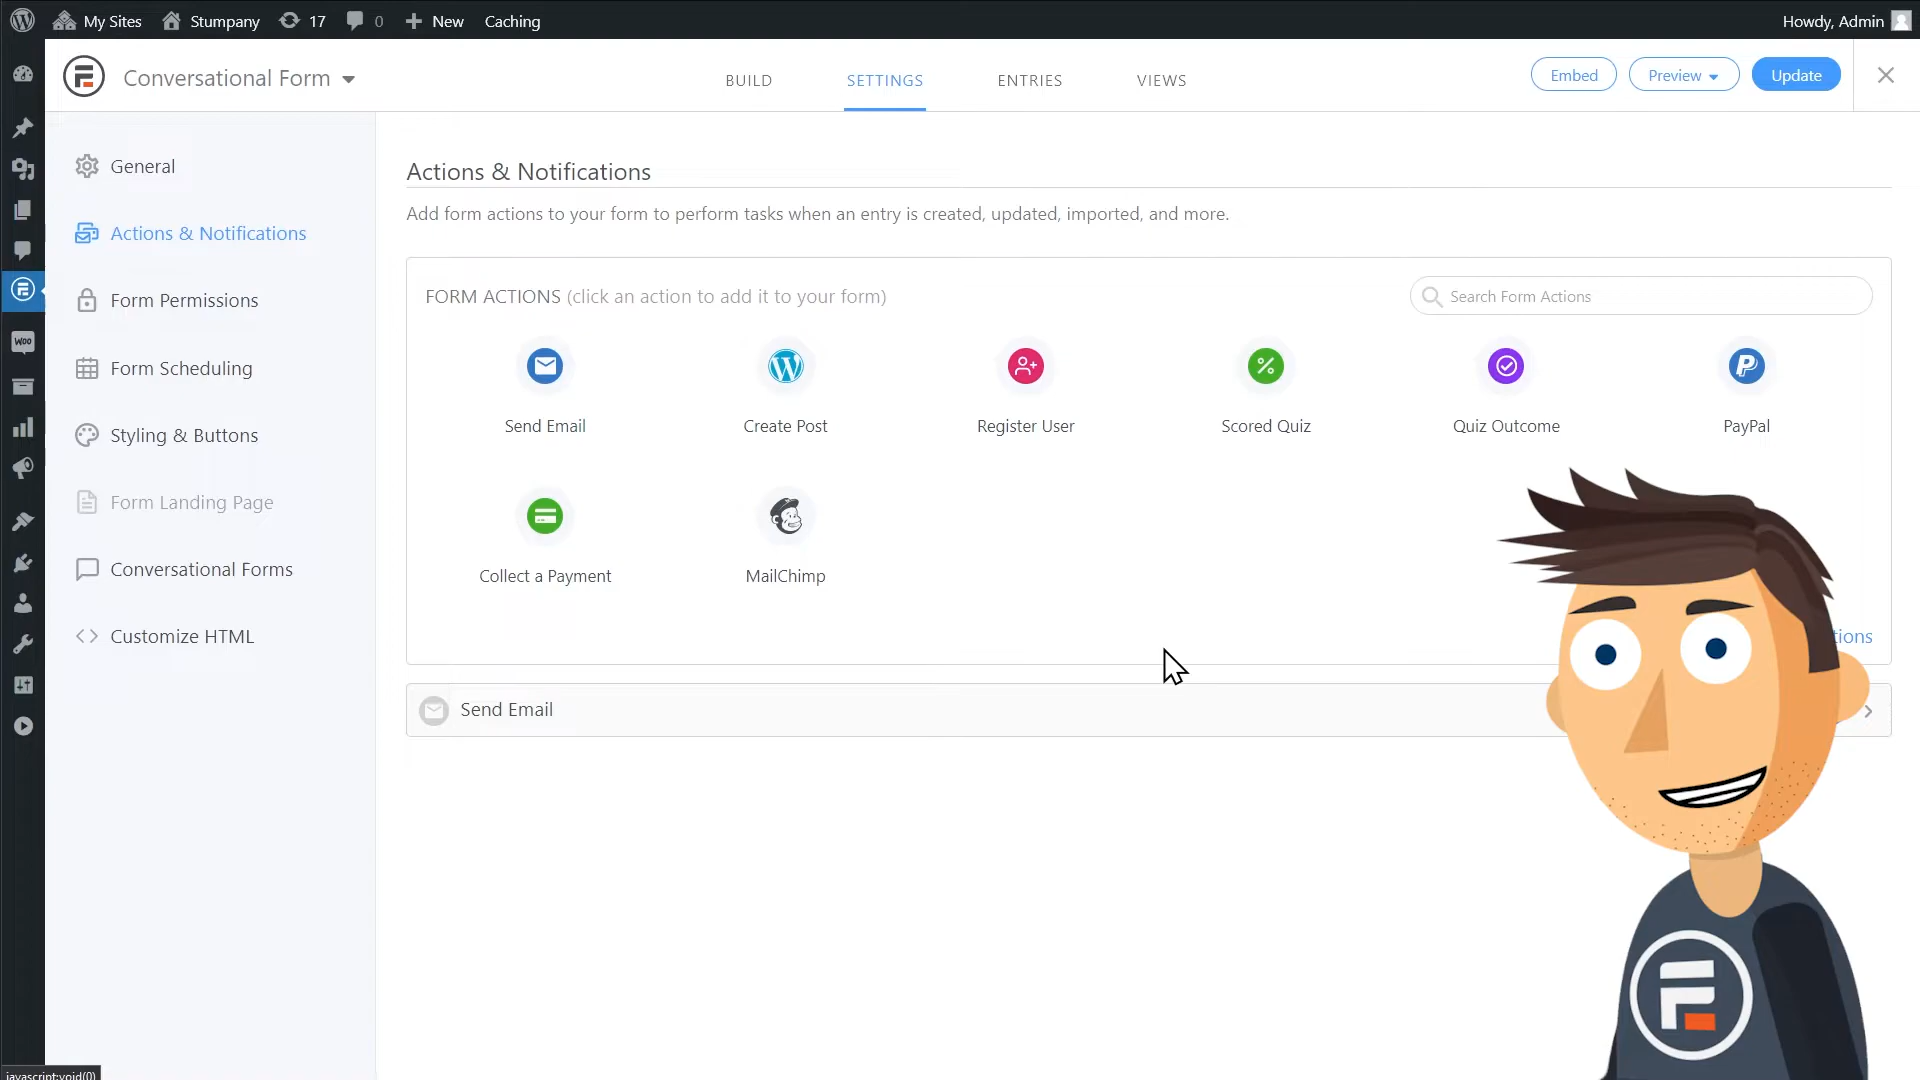 My Sites Stumpany 17 0 New Caching Howdy, Admin
Conversational Form BUILD SETTINGS ENTRIES VIEWS Embed Preview Update
General
Actions & Notifications
Form Permissions
Form Scheduling
Styling & Buttons
Form Landing Page
Conversational Forms
Customize HTML
Actions & Notifications
Add form actions to your form to perform tasks when an entry is created, updated, imported, and more.
FORM ACTIONS (click an action to add it to your form) Search Form Actions
Send Email Create Post Register User Scored Quiz Quiz Outcome PayPal
Collect a Payment MailChimp
tions
Send Email
WOO
javascript:void(0)